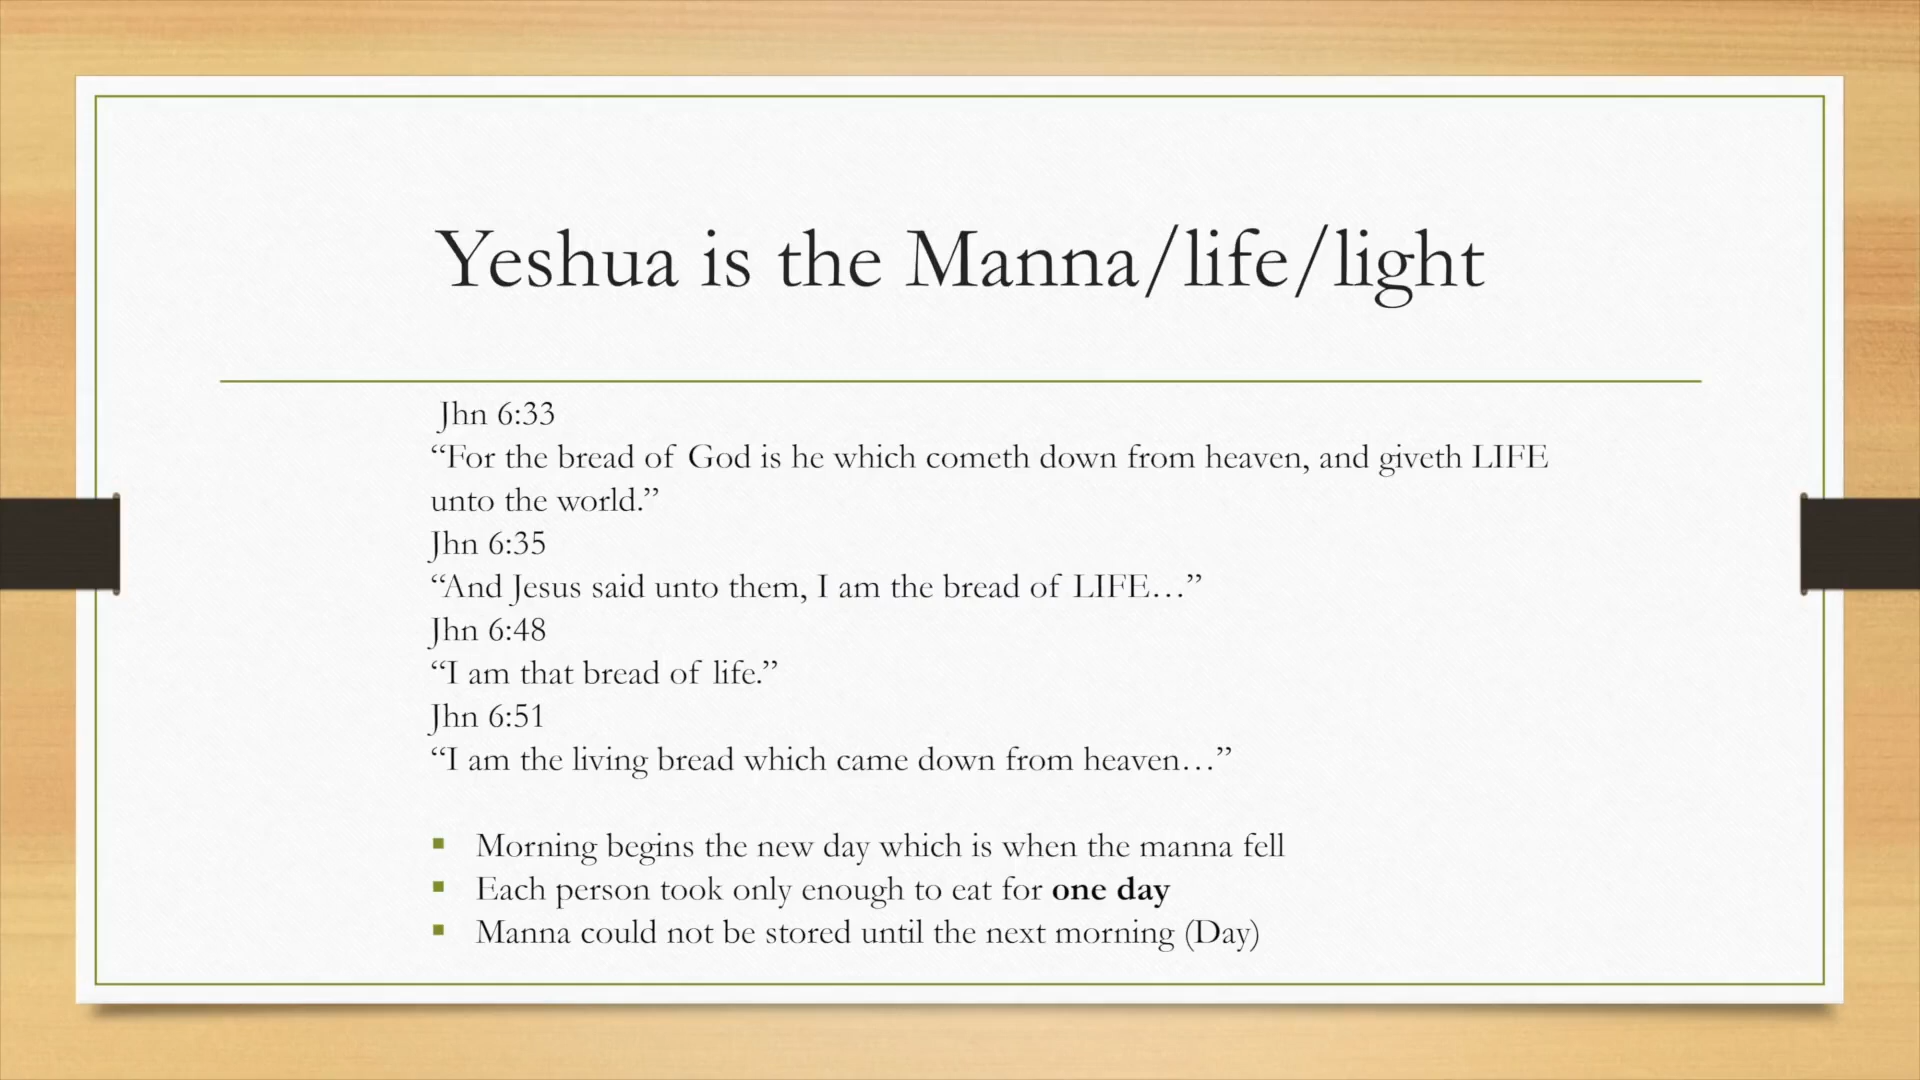 Yeshua is the Manna/life/light
Jhn 6:33
“For the bread of God is he which cometh down from heaven, and giveth LIFE
unto the world.”
Jhn 6:35
“And Jesus said unto them, I am the bread of LIFE…”
Jhn 6:48
“I am that bread of life.”
Jhn 6:51
“I am the living bread which came down from heaven…”
▪ Morning begins the new day which is when the manna fell
▪ Each person took only enough to eat for one day
▪ Manna could not be stored until the next morning (Day)